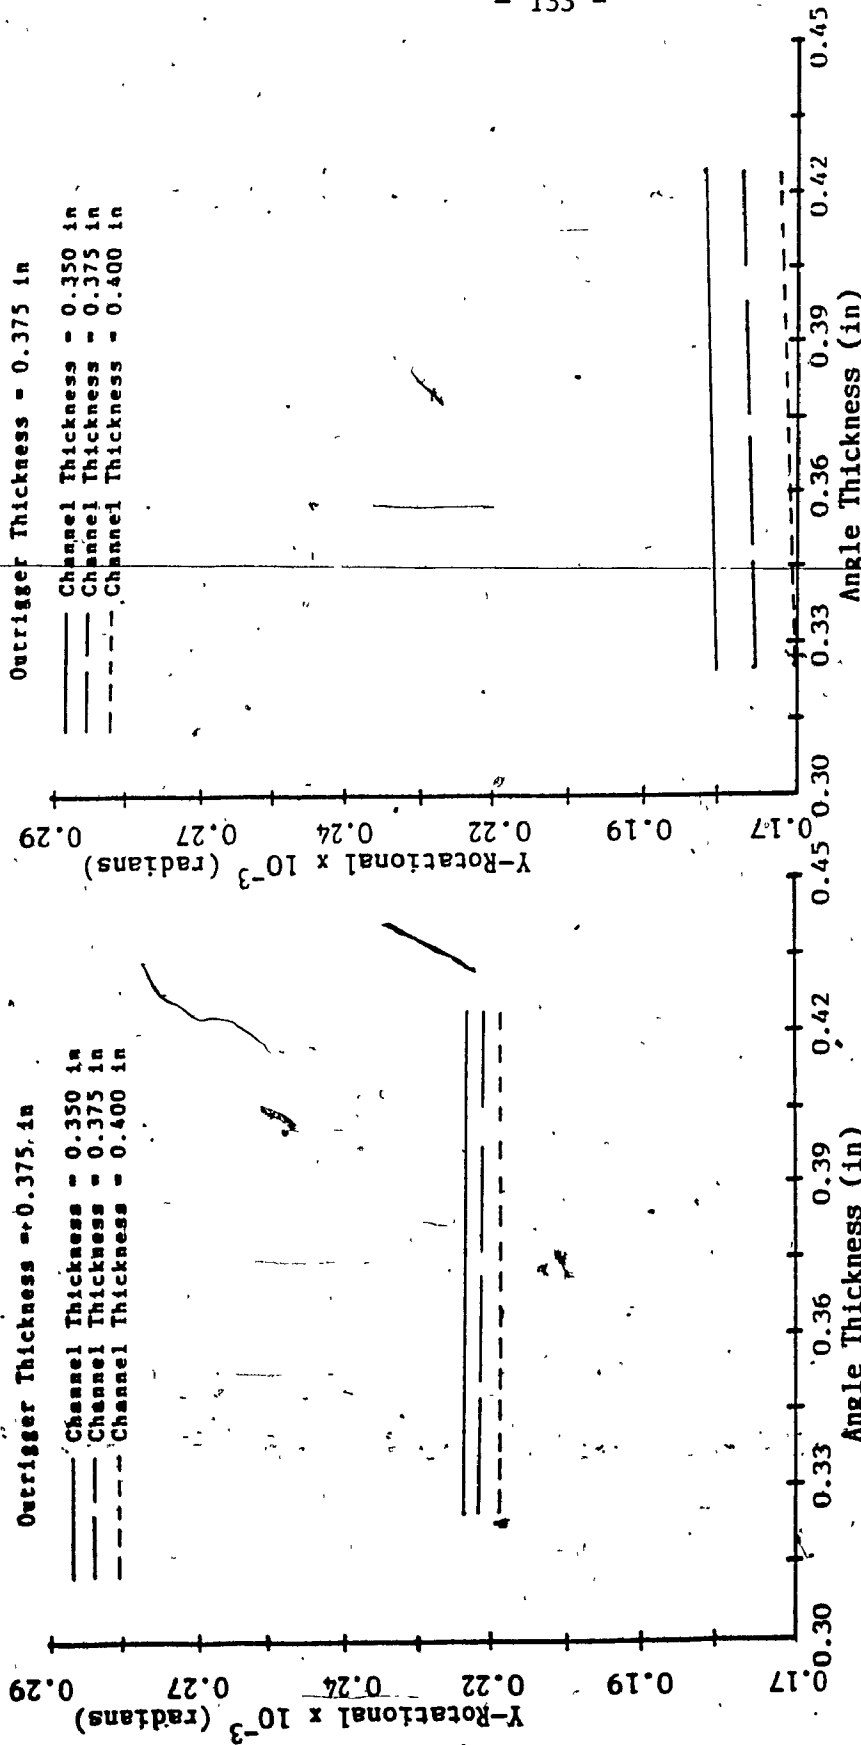 - 133 -
Outrigger Thickness = 0.375 in
Channel Thickness = 0.350 in
Channel Thickness = 0.375 in
Channel Thickness = 0.400 in
Y-Rotational x 10⁻³ (radians)
0.29
0.27
0.24
0.22
0.19
0.17
0.30 0.33 0.36 0.39 0.42 0.45
Angle Thickness (in)
Outrigger Thickness = 0.375 in
Channel Thickness = 0.350 in
Channel Thickness = 0.375 in
Channel Thickness = 0.400 in
Y-Rotational x 10⁻³ (radians)
0.29
0.27
0.24
0.22
0.19
0.17
0.30 0.33 0.36 0.39 0.42 0.45
Angle Thickness (in)